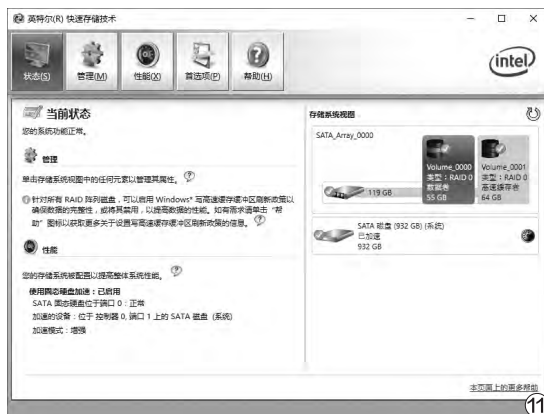 英特尔(R) 快速存储技术
状态(S)
管理(M)
性能(X)
首选项(P)
帮助(H)
intel
当前状态
您的系统功能正常。
管理
单击存储系统视图中的任何元素以管理其属性。
针对所有 RAID 阵列磁盘,可以启用 Windows* 写高速缓存缓冲区刷新政策以
确保数据的完整性,或将其禁用,以提高数据的性能。如有需求请单击 "帮
助" 图标以获取更多关于设置写高速缓存缓冲区刷新政策的信息。
性能
您的存储系统被配置以提高整体系统性能。
使用固态硬盘加速:已启用
SATA 固态硬盘位于端口 0:正常
加速的设备:位于 控制器 0, 端口 1 上的 SATA 磁盘 (系统)
加速模式:增强
存储系统视图
SATA_Array_0000
119 GB
Volume_0000
类型:RAID 0
数据卷
55 GB
Volume_0001
类型:RAID 0
高速缓存卷
64 GB
SATA 磁盘 (932 GB) (系统)
已加速
932 GB
本页面上的更多帮助
11